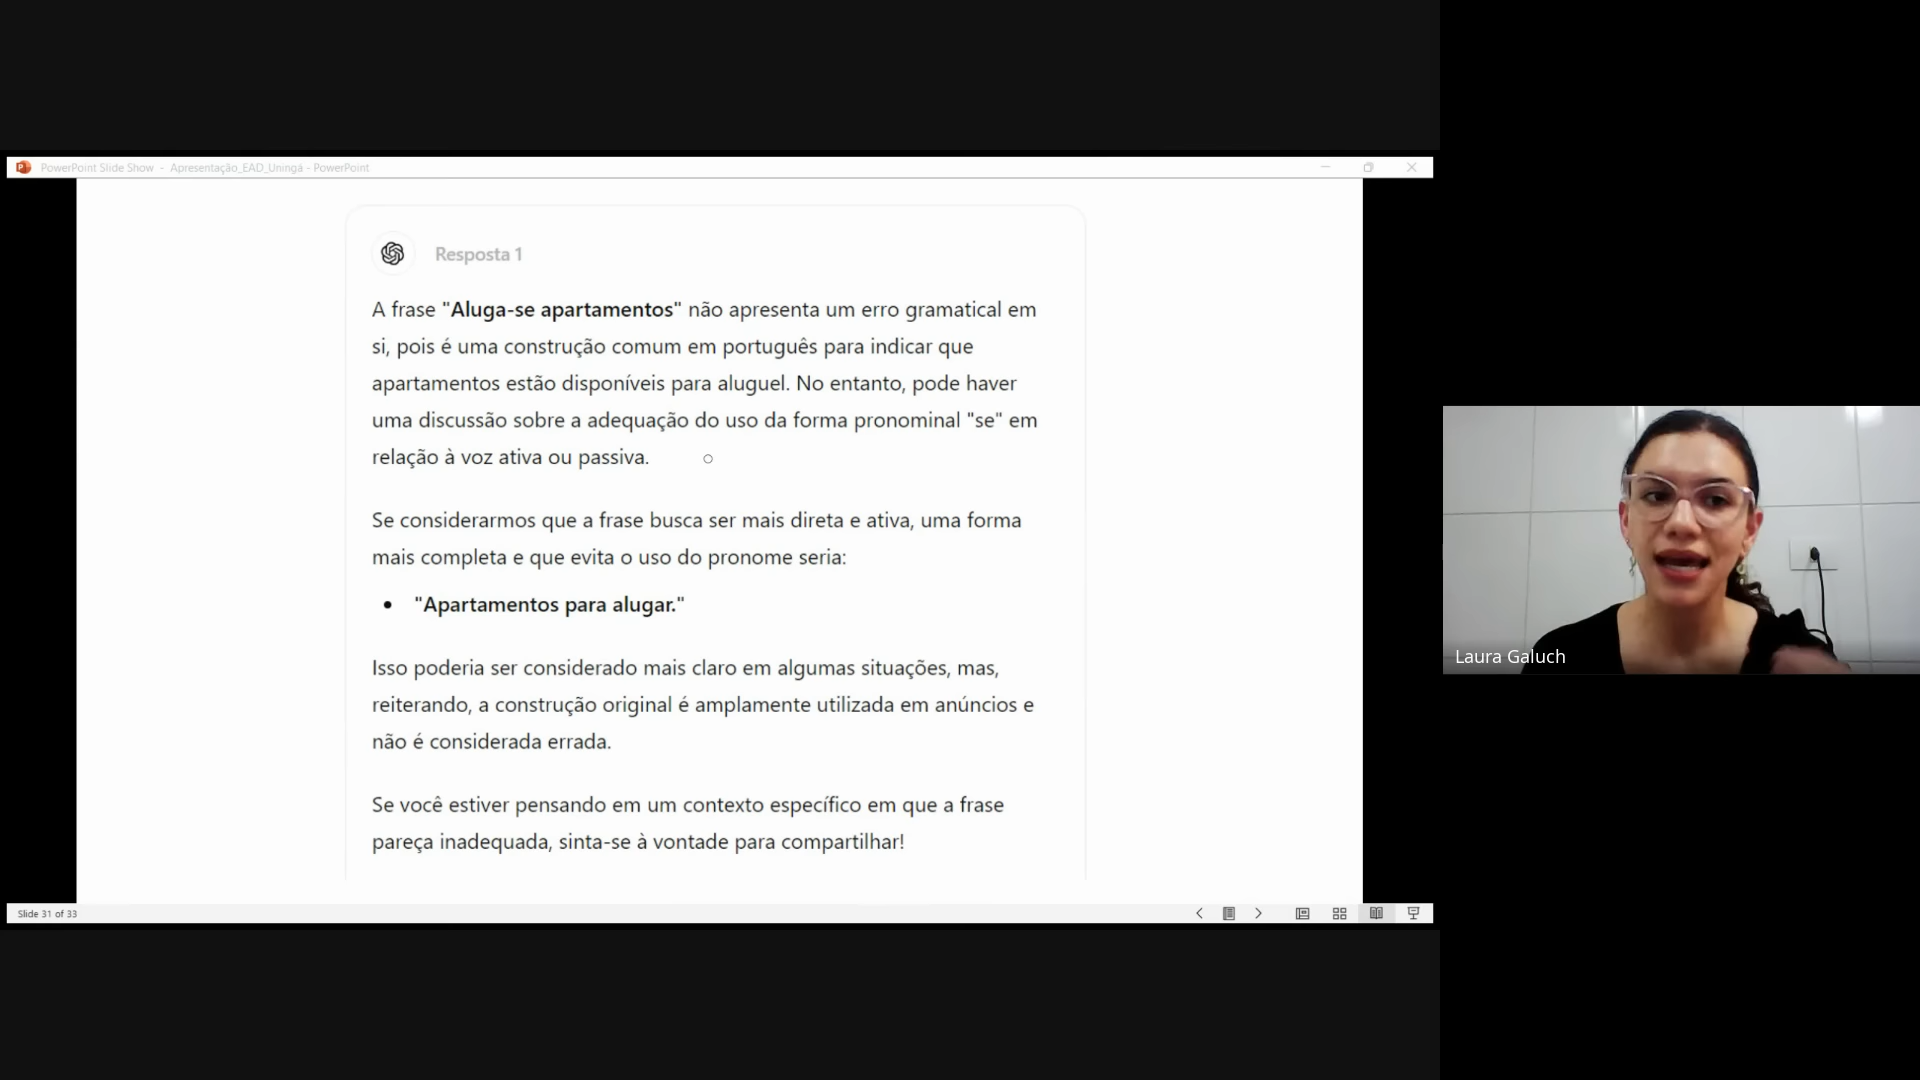 PowerPoint Slide Show - Apresentação_EAD_Uningá - PowerPoint
Resposta 1
A frase "Aluga-se apartamentos" não apresenta um erro gramatical em
si, pois é uma construção comum em português para indicar que
apartamentos estão disponíveis para aluguel. No entanto, pode haver
uma discussão sobre a adequação do uso da forma pronominal "se" em
relação à voz ativa ou passiva.
Se considerarmos que a frase busca ser mais direta e ativa, uma forma
mais completa e que evita o uso do pronome seria:
• "Apartamentos para alugar."
Isso poderia ser considerado mais claro em algumas situações, mas,
reiterando, a construção original é amplamente utilizada em anúncios e
não é considerada errada.
Se você estiver pensando em um contexto específico em que a frase
pareça inadequada, sinta-se à vontade para compartilhar!
Slide 31 of 33
Laura Galuch